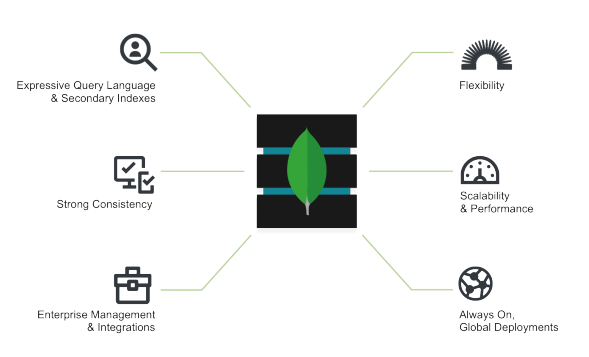 Expressive Query Language
& Secondary Indexes
Strong Consistency
Enterprise Management
& Integrations
Flexibility
Scalability
& Performance
Always On,
Global Deployments